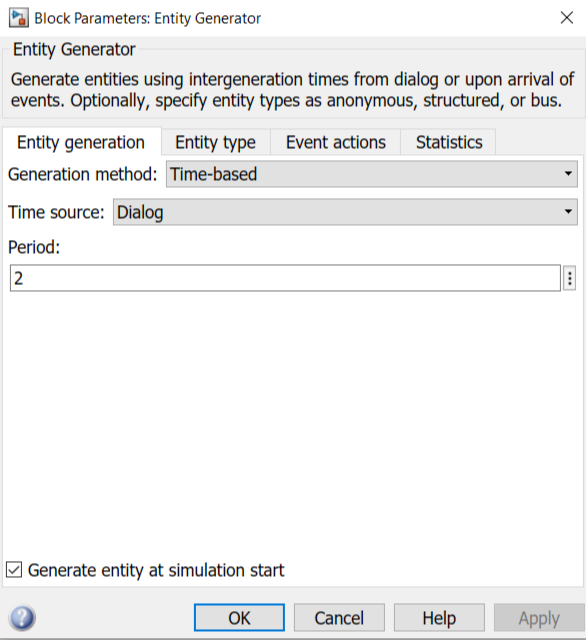 Block Parameters: Entity Generator
Entity Generator
Generate entities using intergeneration times from dialog or upon arrival of
events. Optionally, specify entity types as anonymous, structured, or bus.
Entity generation Entity type Event actions Statistics
Generation method: Time-based
Time source: Dialog
Period:
2
Generate entity at simulation start
OK Cancel Help Apply